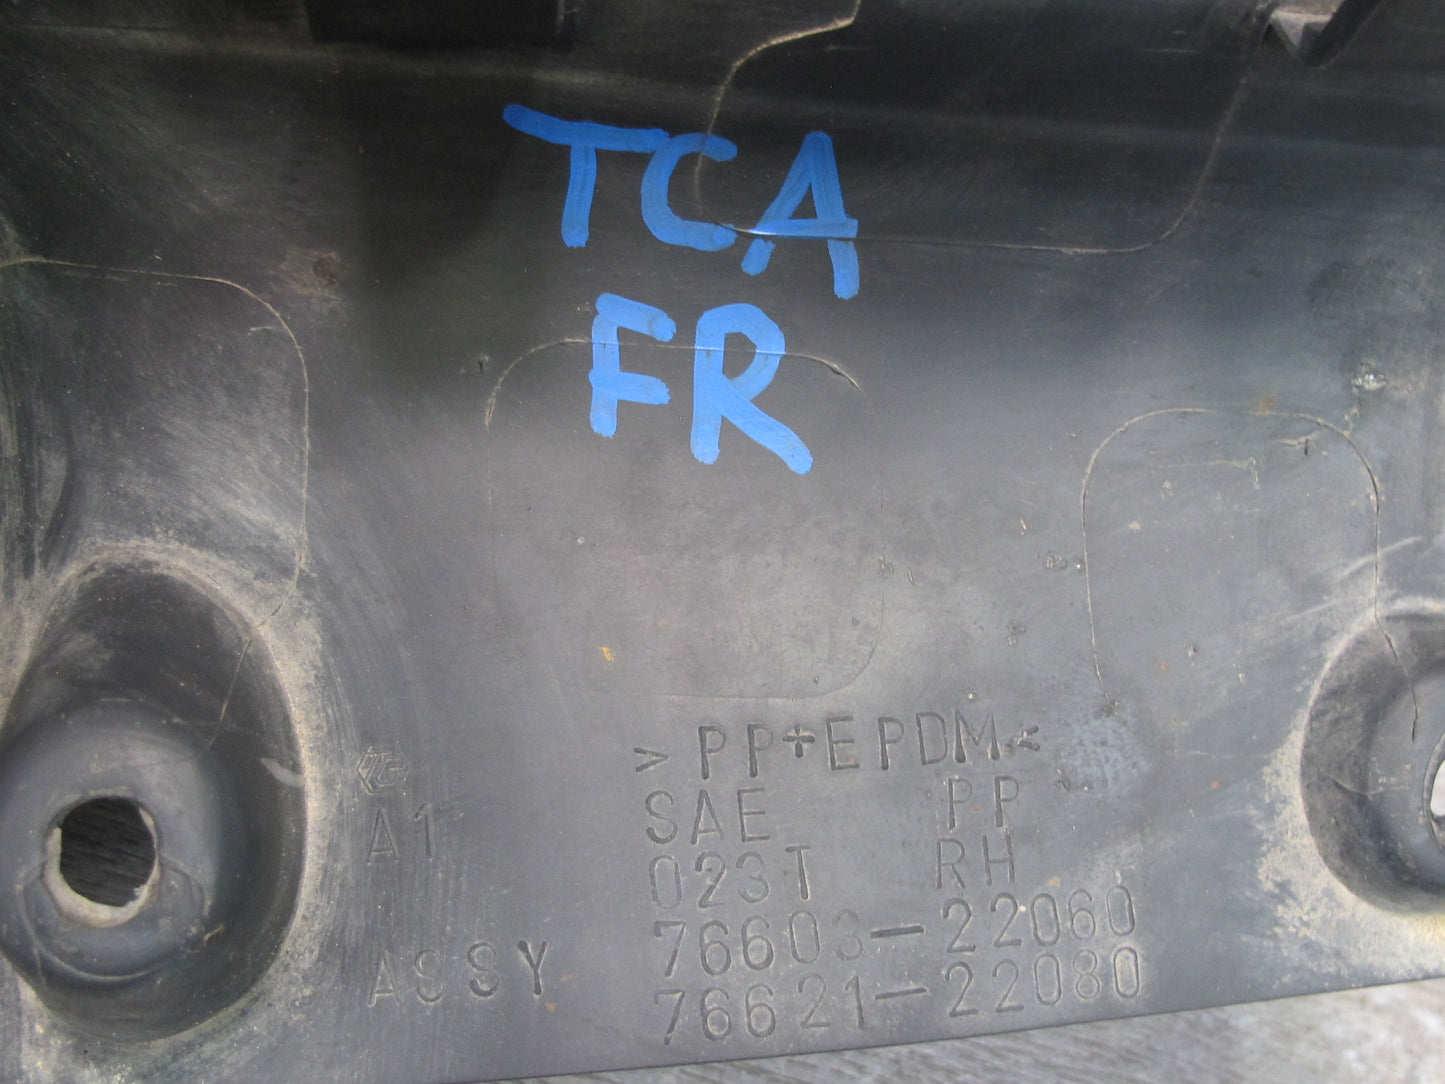 TCA
FR
>PP+EPDM<
A1 SAE PP
023T RH
76603-22060
ASSY 76621-22080